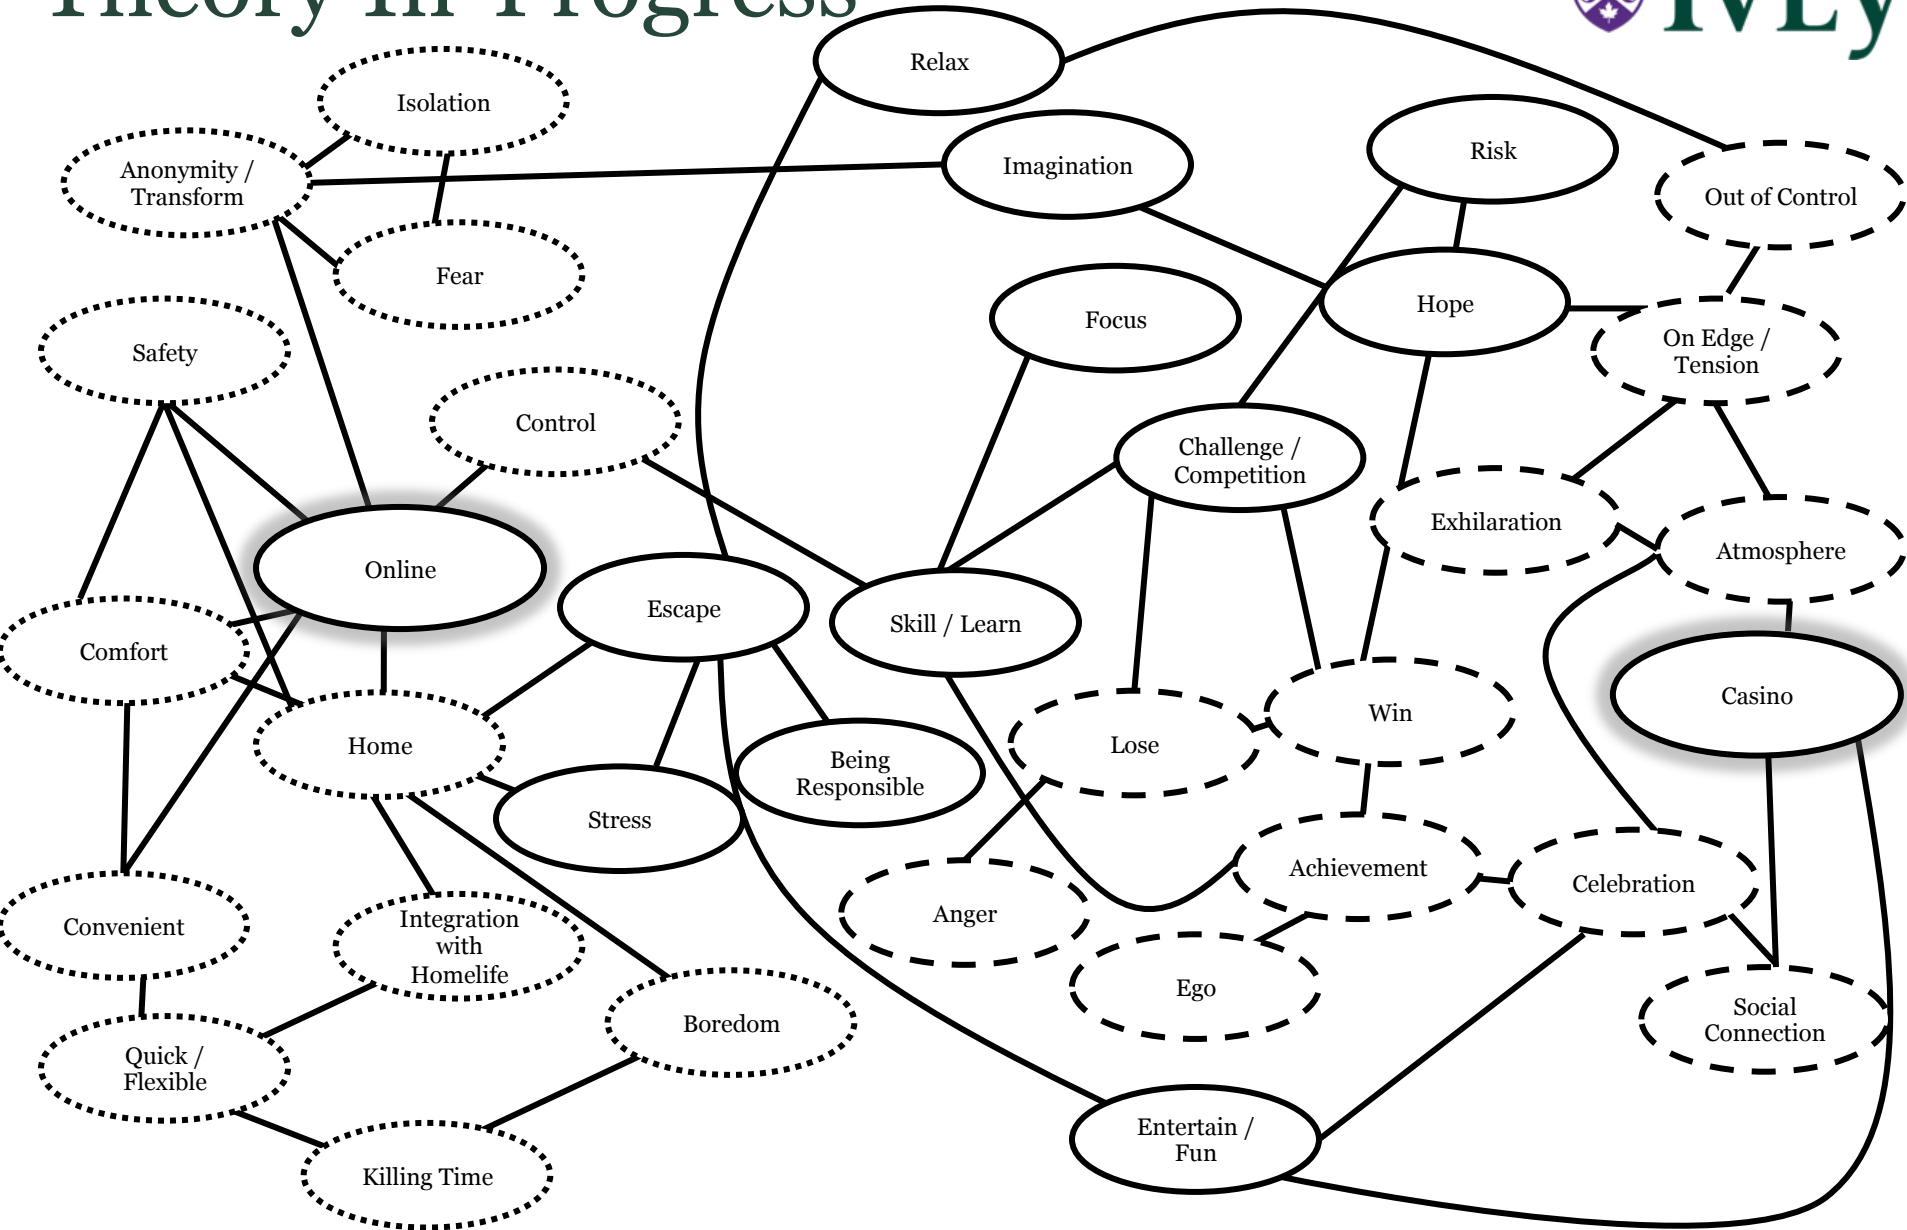 Theory In-Progress
IVEY
Relax
Isolation
Imagination
Risk
Anonymity /
Transform
Out of Control
Fear
Focus
Hope
On Edge /
Tension
Safety
Control
Challenge /
Competition
Exhilaration
Atmosphere
Online
Escape
Skill / Learn
Comfort
Casino
Win
Lose
Home
Being
Responsible
Stress
Achievement
Celebration
Anger
Convenient
Integration
with
Homelife
Ego
Social
Connection
Boredom
Quick /
Flexible
Entertain /
Fun
Killing Time